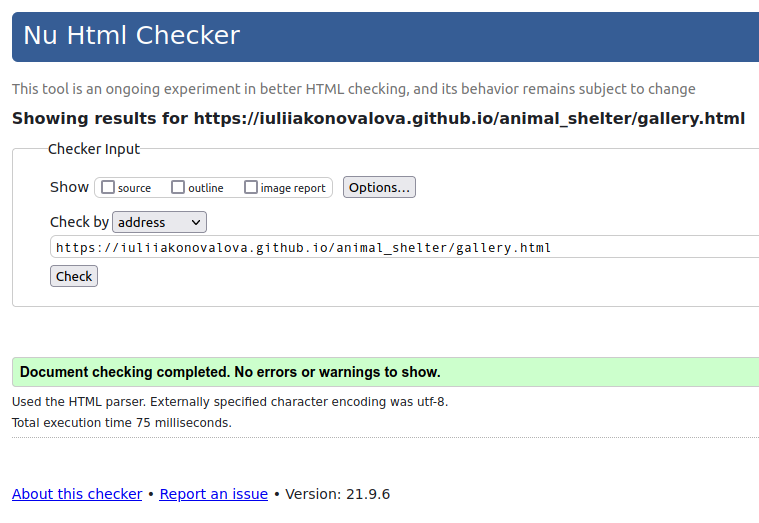 Nu Html Checker
This tool is an ongoing experiment in better HTML checking, and its behavior remains subject to change
Showing results for https://iuliiakonovalova.github.io/animal_shelter/gallery.html
Checker Input
Show source outline image report Options...
Check by address
https://iuliiakonovalova.github.io/animal_shelter/gallery.html
Check
Document checking completed. No errors or warnings to show.
Used the HTML parser. Externally specified character encoding was utf-8.
Total execution time 75 milliseconds.
About this checker • Report an issue • Version: 21.9.6